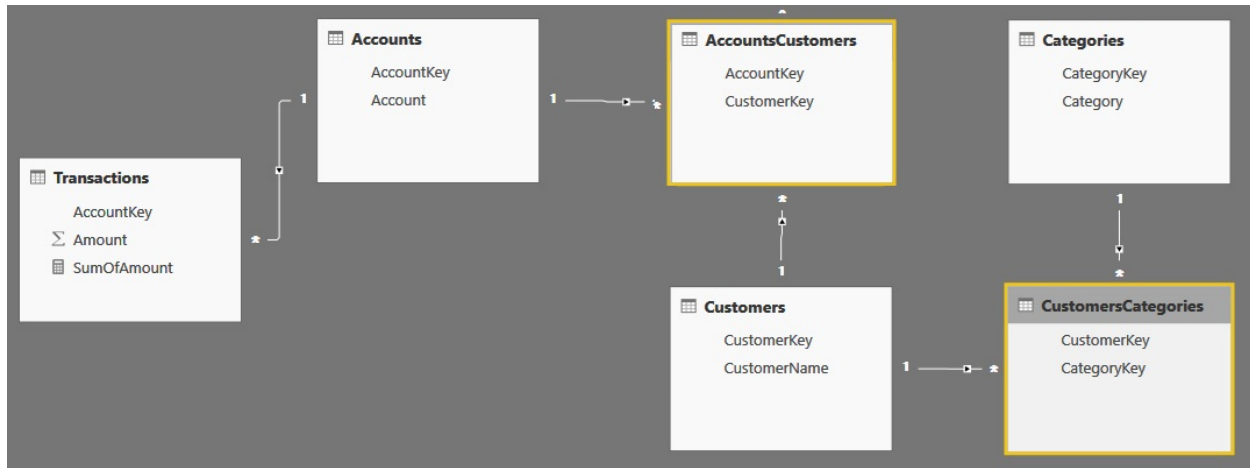 Accounts
AccountKey
Account
AccountsCustomers
AccountKey
CustomerKey
Categories
CategoryKey
Category
1
1
*
Transactions
AccountKey
Amount
SumOfAmount
*
*
1
1
*
Customers
CustomerKey
CustomerName
1
*
CustomersCategories
CustomerKey
CategoryKey